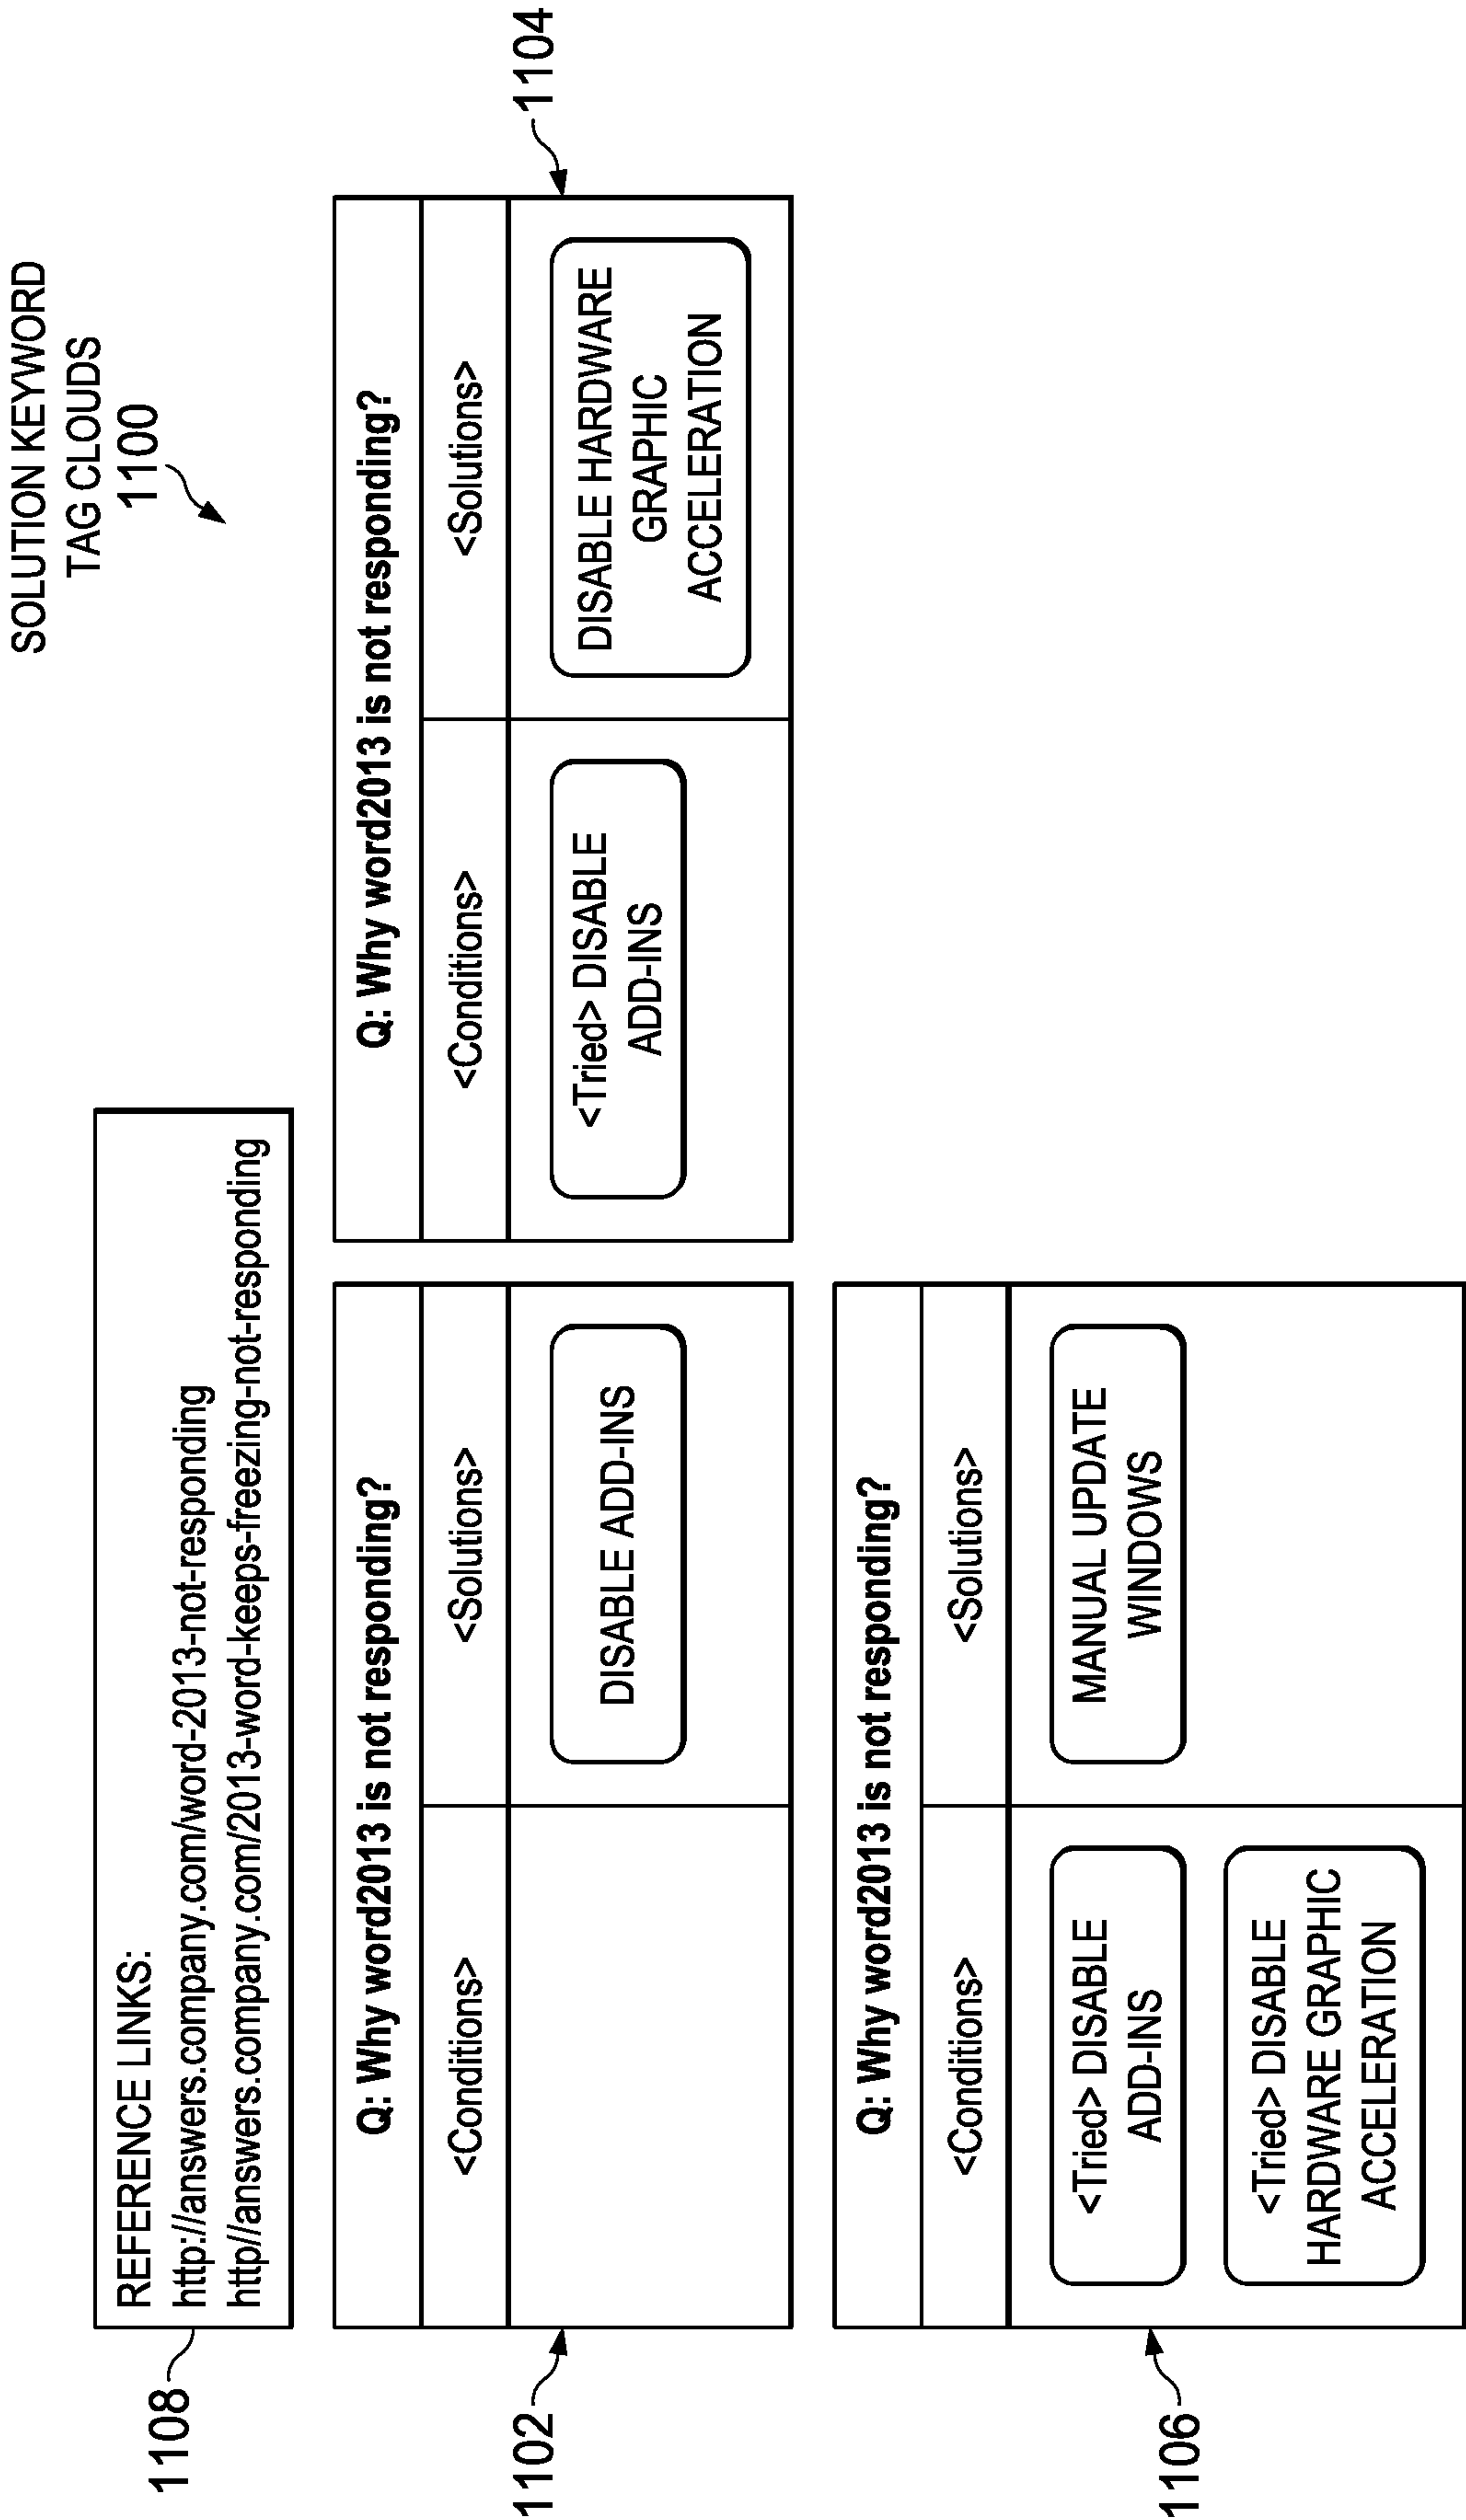 SOLUTION KEYWORD
TAG CLOUDS
1100
1108
REFERENCE LINKS:
http://answers.company.com/word-2013-not-responding
http//answers.company.com/2013-word-keeps-freezing-not-responding
1102
Q: Why word2013 is not responding?
<Conditions>
<Solutions>
DISABLE ADD-INS
1104
Q: Why word2013 is not responding?
<Conditions>
<Solutions>
<Tried> DISABLE
ADD-INS
DISABLE HARDWARE
GRAPHIC
ACCELERATION
1106
Q: Why word2013 is not responding?
<Conditions>
<Solutions>
<Tried> DISABLE
ADD-INS
<Tried> DISABLE
HARDWARE GRAPHIC
ACCELERATION
MANUAL UPDATE
WINDOWS